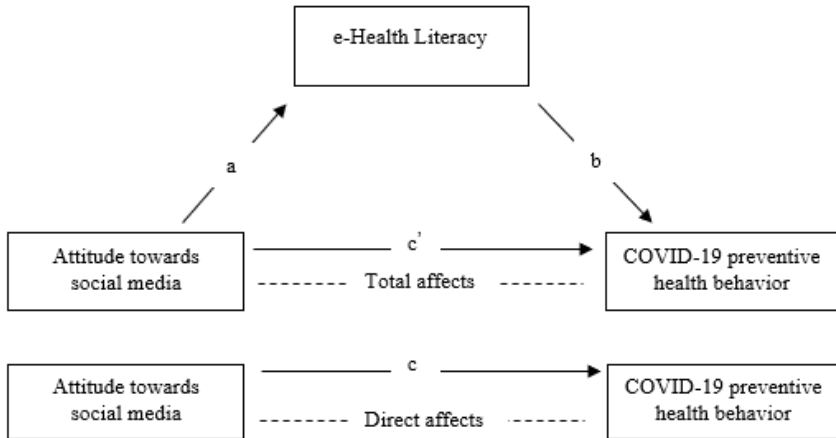 e-Health Literacy
a
b
Attitude towards
social media
c'
Total affects
COVID-19 preventive
health behavior
Attitude towards
social media
c
Direct affects
COVID-19 preventive
health behavior